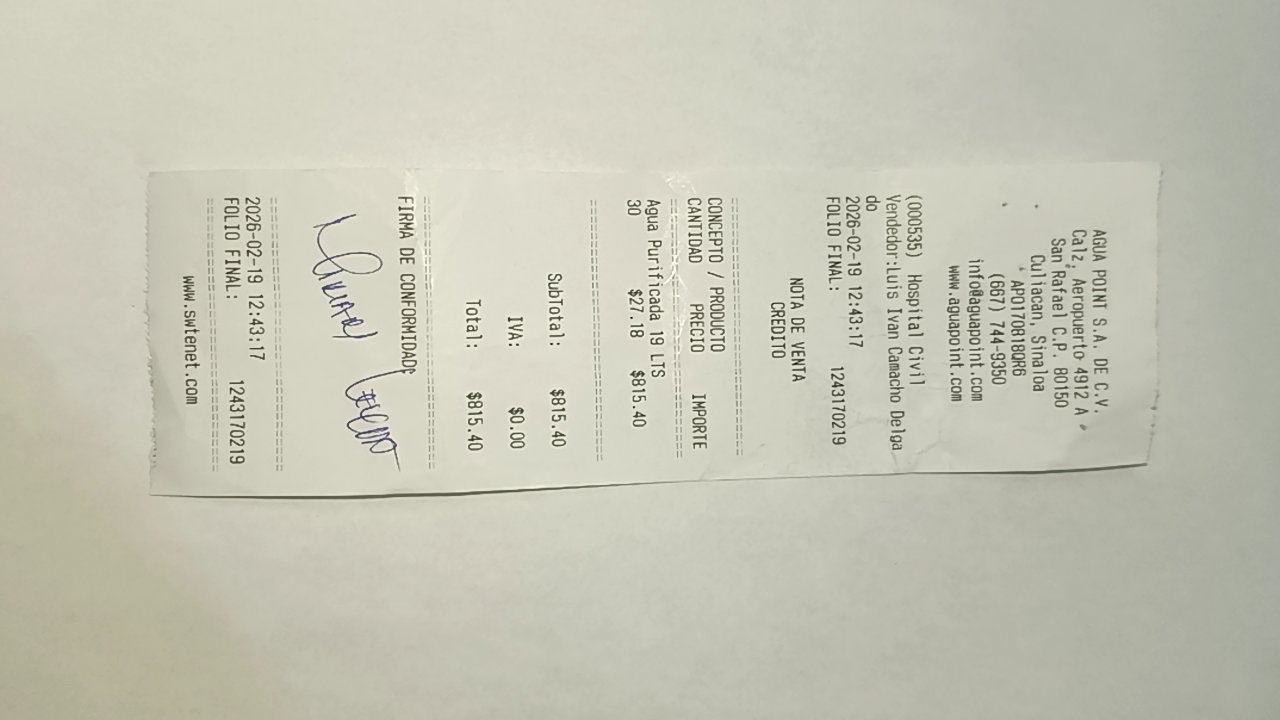 AGUA POINT S.A. DE C.V.
Calz, Aeropuerto 4912 A
San Rafael C.P. 80150
Culiacan, Sinaloa
APO170818QR6
(667) 744-9350
info@aguapoint.com
www.aguapoint.com
(000535) Hospital Civil
Vendedor:Luis Ivan Camacho Delga
do
2026-02-19 12:43:17
FOLIO FINAL: 1243170219
NOTA DE VENTA
CREDITO
CONCEPTO / PRODUCTO
CANTIDAD PRECIO IMPORTE
Agua Purificada 19 LTS
30 $27.18 $815.40
SubTotal: $815.40
IVA: $0.00
Total: $815.40
FIRMA DE CONFORMIDAD
2026-02-19 12:43:17
FOLIO FINAL: 1243170219
www.swtenet.com